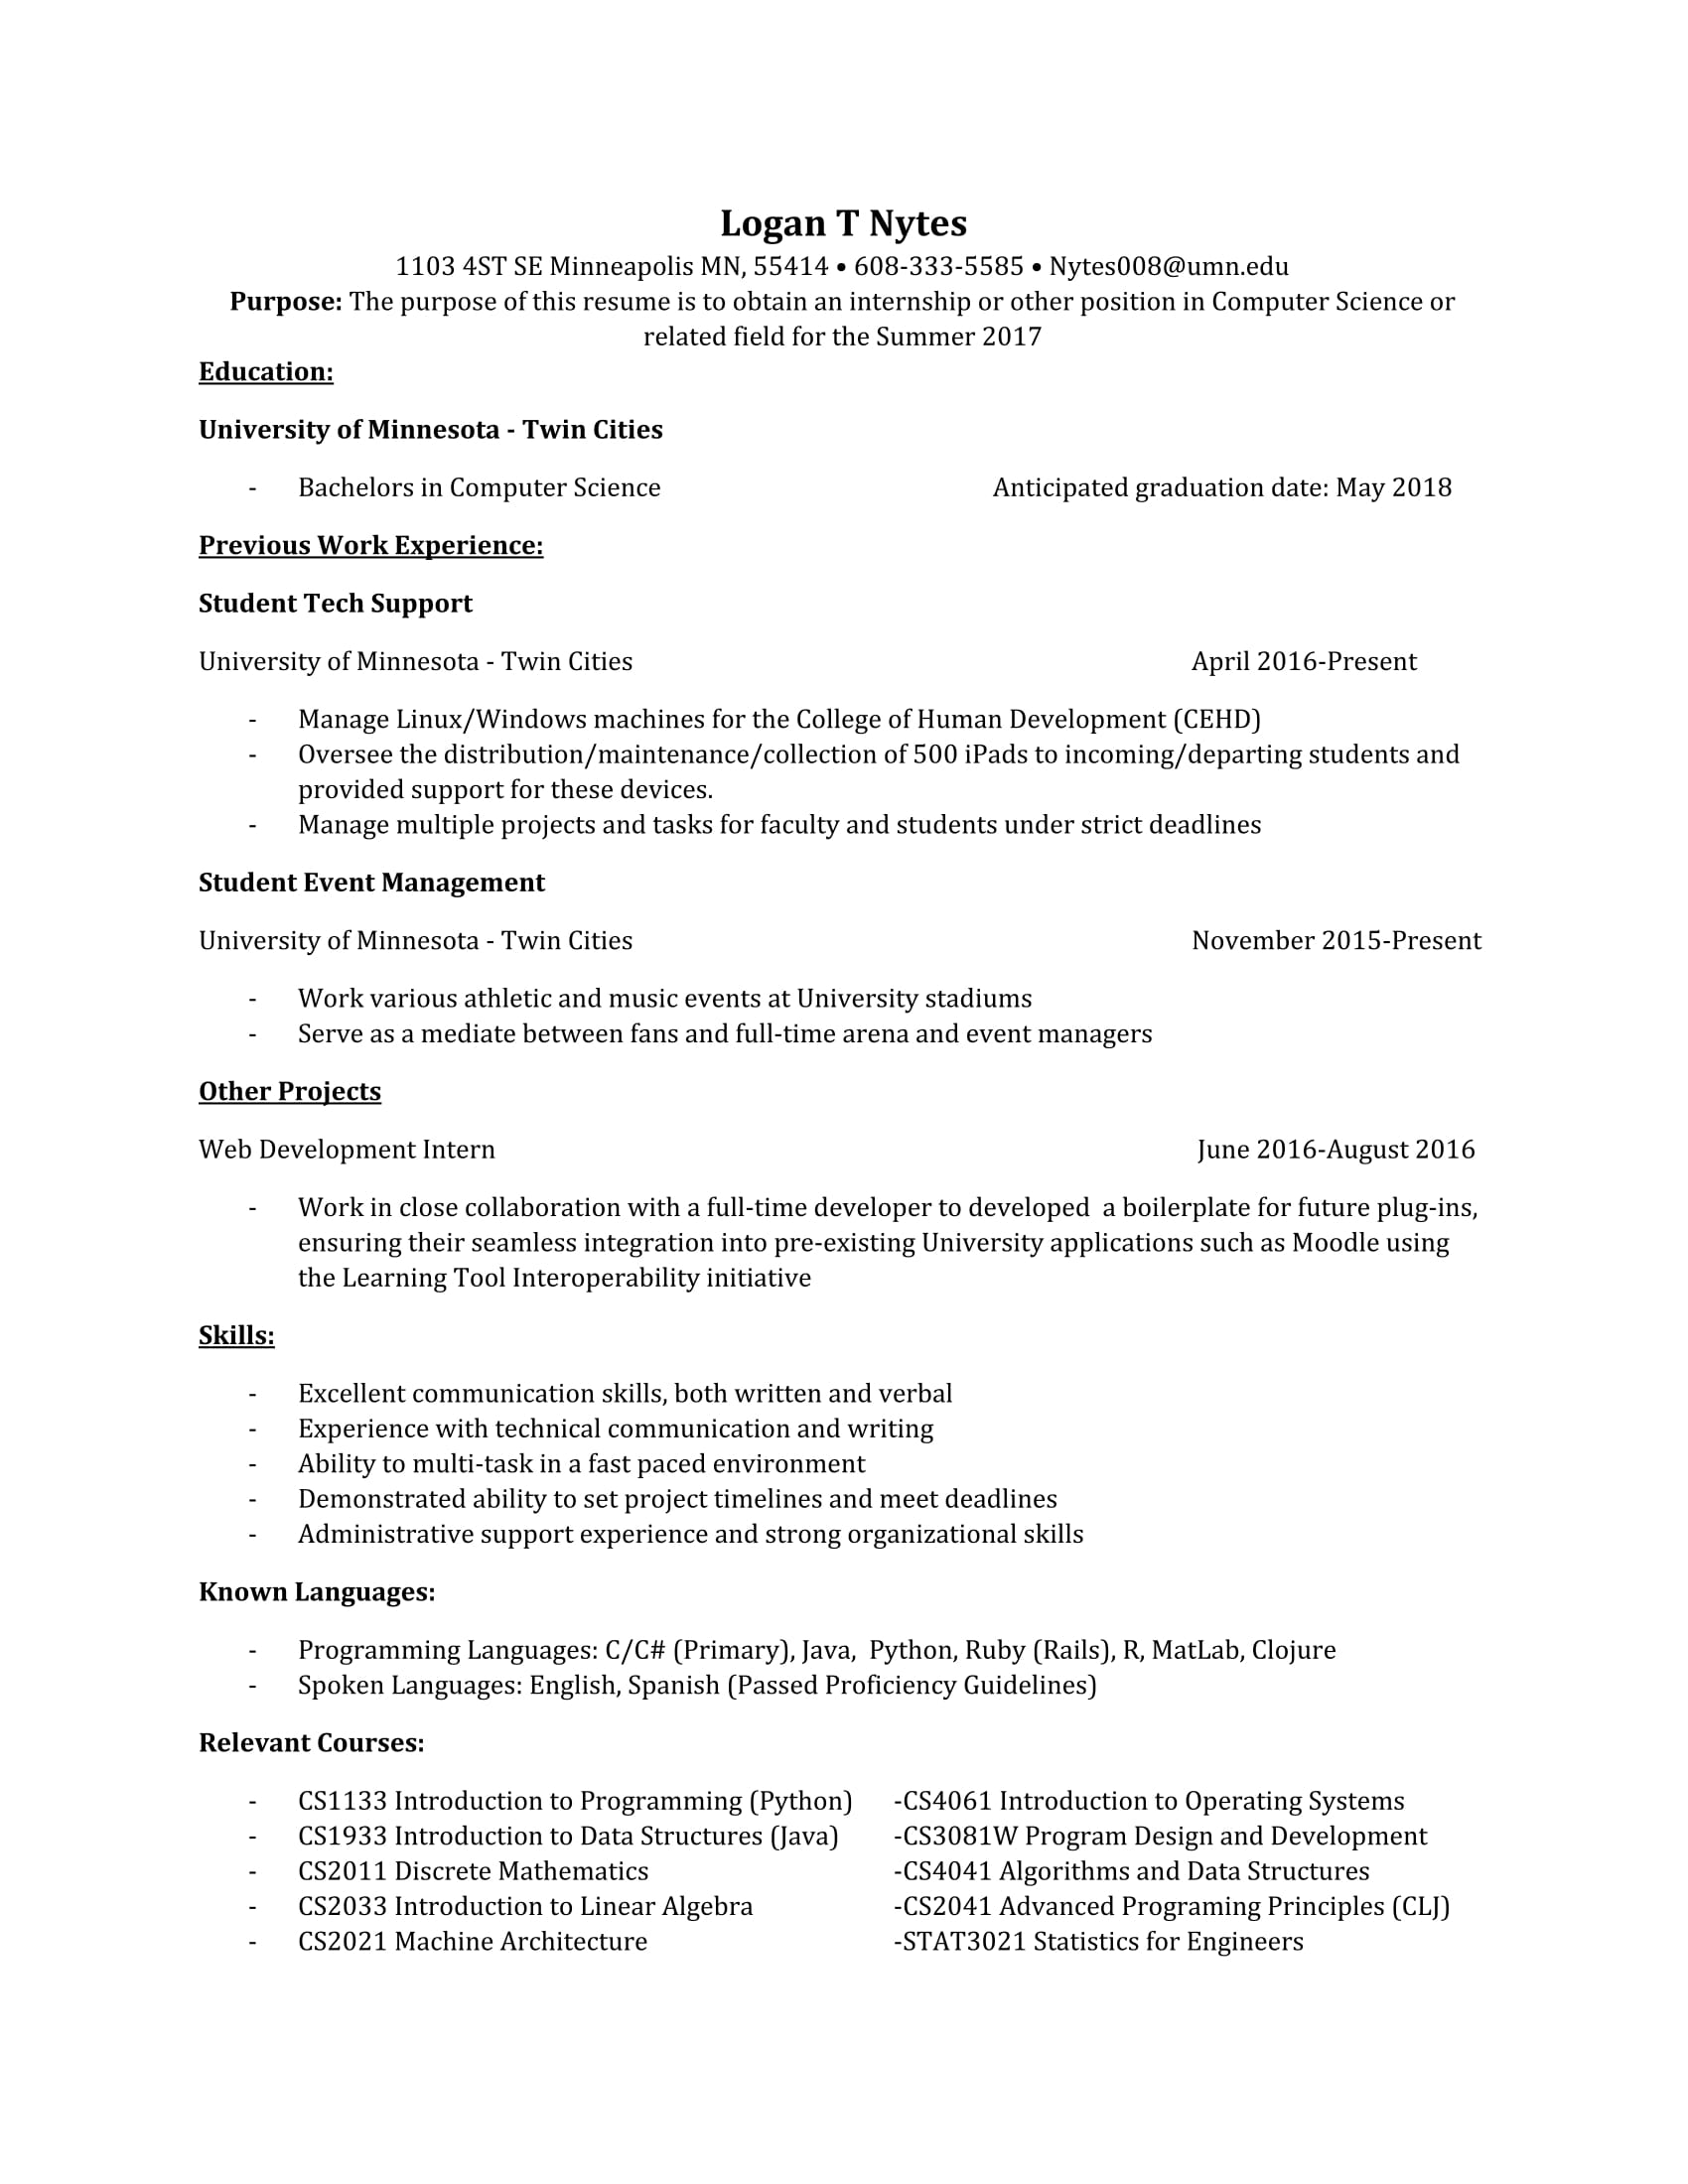 Logan T Nytes
1103 4ST SE Minneapolis MN, 55414 • 608-333-5585 • Nytes008@umn.edu
Purpose: The purpose of this resume is to obtain an internship or other position in Computer Science or
related field for the Summer 2017
Education:
University of Minnesota - Twin Cities
- Bachelors in Computer Science Anticipated graduation date: May 2018
Previous Work Experience:
Student Tech Support
University of Minnesota - Twin Cities April 2016-Present
- Manage Linux/Windows machines for the College of Human Development (CEHD)
- Oversee the distribution/maintenance/collection of 500 iPads to incoming/departing students and
provided support for these devices.
- Manage multiple projects and tasks for faculty and students under strict deadlines
Student Event Management
University of Minnesota - Twin Cities November 2015-Present
- Work various athletic and music events at University stadiums
- Serve as a mediate between fans and full-time arena and event managers
Other Projects
Web Development Intern June 2016-August 2016
- Work in close collaboration with a full-time developer to developed  a boilerplate for future plug-ins,
ensuring their seamless integration into pre-existing University applications such as Moodle using
the Learning Tool Interoperability initiative
Skills:
- Excellent communication skills, both written and verbal
- Experience with technical communication and writing
- Ability to multi-task in a fast paced environment
- Demonstrated ability to set project timelines and meet deadlines
- Administrative support experience and strong organizational skills
Known Languages:
- Programming Languages: C/C# (Primary), Java,  Python, Ruby (Rails), R, MatLab, Clojure
- Spoken Languages: English, Spanish (Passed Proficiency Guidelines)
Relevant Courses:
- CS1133 Introduction to Programming (Python) -CS4061 Introduction to Operating Systems
- CS1933 Introduction to Data Structures (Java) -CS3081W Program Design and Development
- CS2011 Discrete Mathematics -CS4041 Algorithms and Data Structures
- CS2033 Introduction to Linear Algebra -CS2041 Advanced Programing Principles (CLJ)
- CS2021 Machine Architecture -STAT3021 Statistics for Engineers